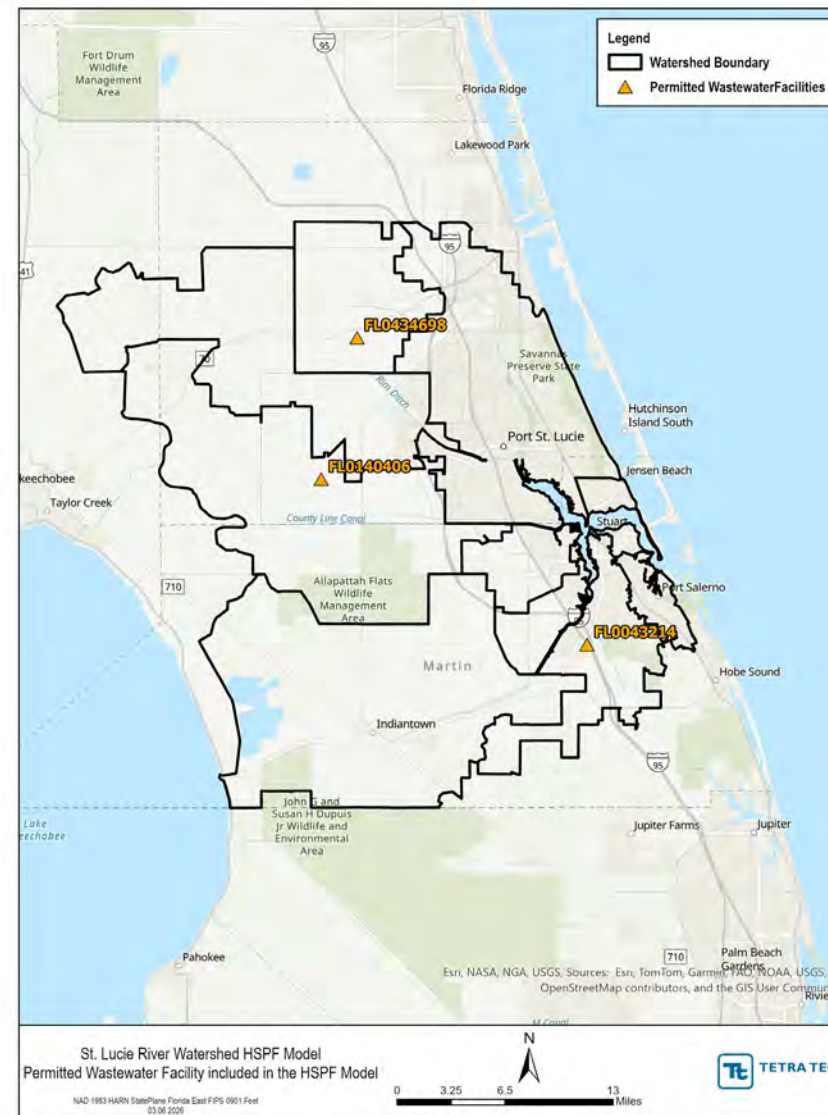 95
Fort Drum
Wildlife
Management
Area
Legend
Watershed Boundary
Permitted WastewaterFacilities
Florida Ridge
Lakewood Park
41
95
FL0434698
70
Rim Ditch
Savannas
Preserve State
Park
Hutchinson
Island South
Port St. Lucie
Jensen Beach
FL0140406
keechobee
Taylor Creek
County Line Canal
Stuart
710
Allapattah Flats
Wildlife
Management
Area
Port Salerno
95
FL0043214
Martin
Hobe Sound
Indiantown
95
Lake
eechobee
John G and
Susan H Dupuis
Jr Wildlife and
Environmental
Area
Jupiter Farms
Jupiter
Pahokee
710
Palm Beach
Gardens
Esri, NASA, NGA, USGS, Sources: Esri, TomTom, Garmin, FAO, NOAA, USGS,
OpenStreetMap contributors, and the GIS User Commun
Rivie
M Canal
St. Lucie River Watershed HSPF Model
Permitted Wastewater Facility included in the HSPF Model
NAD 1983 HARN StatePlane Florida East FIPS 0901 Feet
03.06.2026
N
0 3.25 6.5 13
Miles
Tt TETRA TE